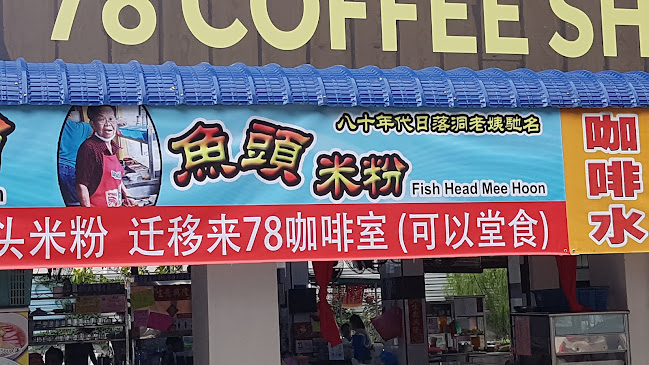 78 COFFEE SH
八十年代日落洞老姨馳名
魚頭米粉
Fish Head Mee Hoon
头米粉 迁移来78咖啡室(可以堂食)
咖啡水